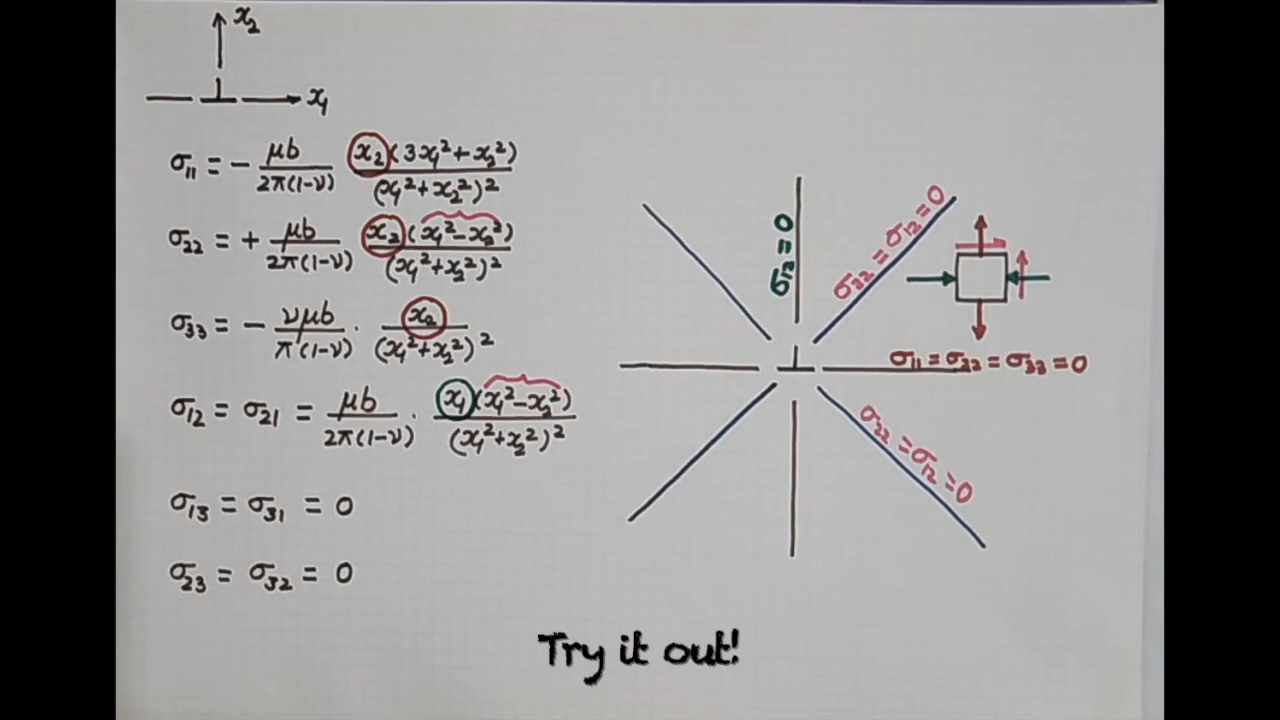 x₂
⊥ x₁
σ₁₁ = − μb / 2π(1−ν) x₂(3x₁²+x₂²) / (x₁²+x₂²)²
σ₂₂ = + μb / 2π(1−ν) x₂(x₁²−x₂²) / (x₁²+x₂²)²
σ₃₃ = − νμb / π(1−ν) · x₂ / (x₁²+x₂²)²
σ₁₂ = σ₂₁ = μb / 2π(1−ν) · x₁(x₁²−x₂²) / (x₁²+x₂²)²
σ₁₃ = σ₃₁ = 0
σ₂₃ = σ₃₂ = 0
σ₁₂ = 0
σ₂₂ = σ₁₂ = 0
⊥
σ₁₁ = σ₂₂ = σ₃₃ = 0
σ₂₂ = σ₁₂ = 0
Try it out!